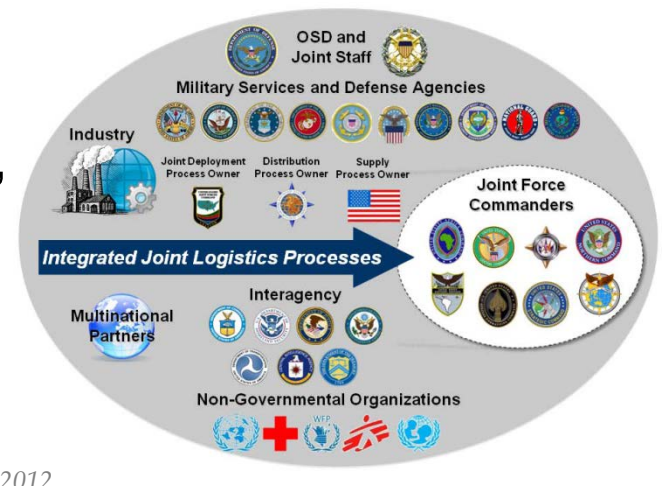 OSD and
Joint Staff
Military Services and Defense Agencies
Industry
Joint Deployment
Process Owner
Distribution
Process Owner
Supply
Process Owner
Joint Force
Commanders
Integrated Joint Logistics Processes
Interagency
Multinational
Partners
Non-Governmental Organizations
WFP
2012